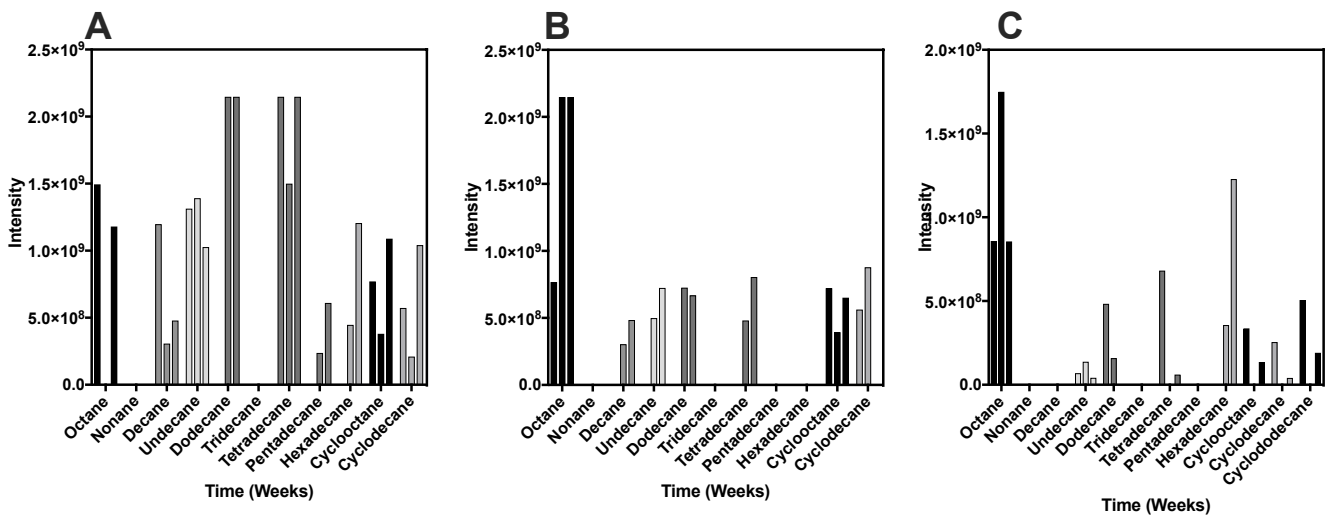 A
2.5×10⁹
2.0×10⁹
1.5×10⁹
1.0×10⁹
5.0×10⁸
0.0
Intensity
Octane
Nonane
Decane
Undecane
Dodecane
Tridecane
Tetradecane
Pentadecane
Hexadecane
Cyclooctane
Cyclodecane
Time (Weeks)
B
2.5×10⁹
2.0×10⁹
1.5×10⁹
1.0×10⁹
5.0×10⁸
0.0
Intensity
Octane
Nonane
Decane
Undecane
Dodecane
Tridecane
Tetradecane
Pentadecane
Hexadecane
Cyclooctane
Cyclodecane
Time (Weeks)
C
2.0×10⁹
1.5×10⁹
1.0×10⁹
5.0×10⁸
0.0
Intensity
Octane
Nonane
Decane
Undecane
Dodecane
Tridecane
Tetradecane
Pentadecane
Hexadecane
Cyclooctane
Cyclodecane
Cyclododecane
Time (Weeks)